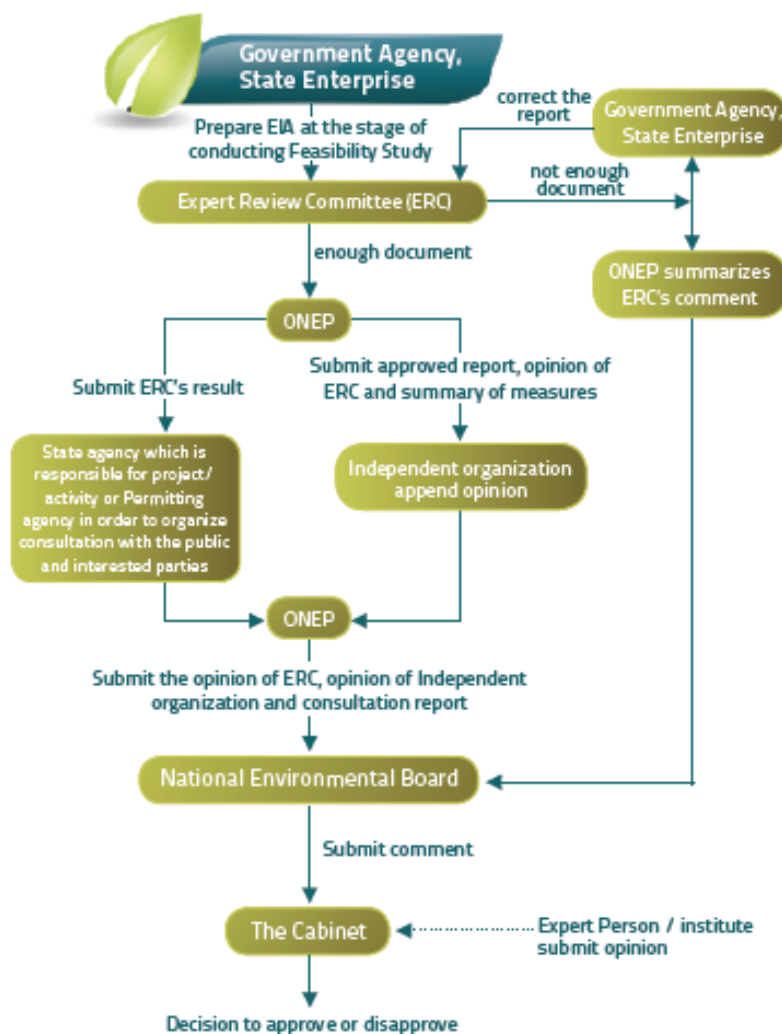 Government Agency,
State Enterprise
correct the
report
Government Agency,
State Enterprise
Prepare EIA at the stage of
conducting Feasibility Study
not enough
document
Expert Review Committee (ERC)
enough document
ONEP summarizes
ERC's comment
ONEP
Submit ERC's result
Submit approved report, opinion of
ERC and summary of measures
State agency which is
responsible for project/
activity or Permitting
agency in order to organize
consultation with the public
and interested parties
Independent organization
append opinion
ONEP
Submit the opinion of ERC, opinion of Independent
organization and consultation report
National Environmental Board
Submit comment
The Cabinet
Expert Person / institute
submit opinion
Decision to approve or disapprove